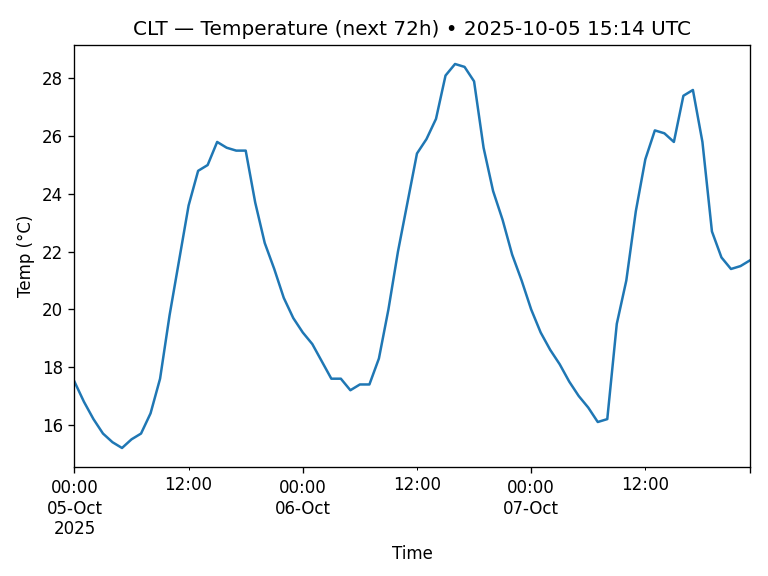 CLT — Temperature (next 72h) • 2025-10-05 15:14 UTC
Temp (°C)
28
26
24
22
20
18
16
00:00 12:00 00:00 12:00 00:00 12:00
05-Oct 06-Oct 07-Oct
2025
Time